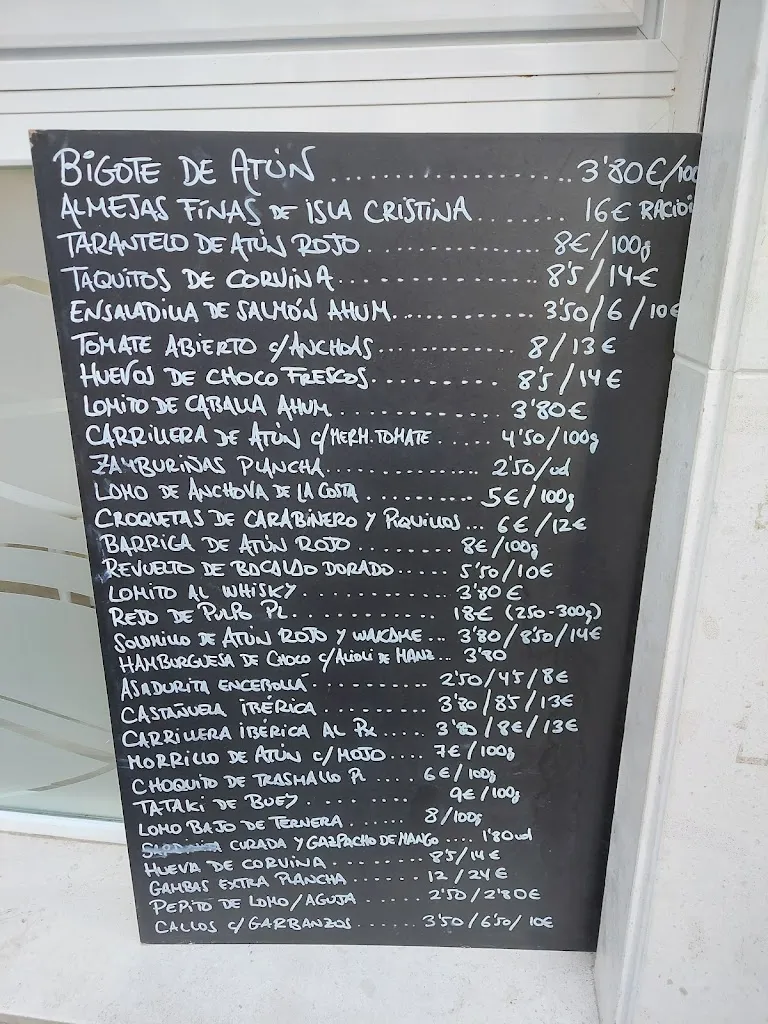 BIGOTE DE ATÚN .................. 3'80€/100
ALMEJAS FINAS DE ISLA CRISTINA ........ 16€ RACIÓ
TARANTELO DE ATÚN ROJO ............... 8€/100g
TAQUITOS DE CORVINA .................. 8'5/14€
ENSALADILLA DE SALMÓN AHUM. ............ 3'50/6/10€
TOMATE ABIERTO c/ANCHOAS .............. 8/13€
HUEVOS DE CHOCO FRESCOS ........... 8'5/14€
LOMITO DE CABALLA AHUM ............... 3'80€
CARRILLERA DE ATÚN c/MERM.TOMATE ..... 4'50/100g
ZAMBURIÑAS PLANCHA ................ 2'50/ud
LOMO DE ANCHOVA DE LA COSTA ........... 5€/100g
CROQUETAS DE CARABINERO Y PIQUILLOS ... 6€/12€
BARRIGA DE ATÚN ROJO .......... 8€/100g
REVUELTO DE BACALAO DORADO ........ 5'50/10€
LOMITO AL WHISKY ............... 3'80€
REJO DE PULPO PL. .............. 18€ (250-300g)
SOLOMILLO DE ATÚN ROJO Y WAKAME ... 3'80/8'50/14€
HAMBURGUESA DE CHOCO c/ALIOLI DE MANZ ... 3'80
ASADURITA ENCEBOLLÁ ............. 2'50/4'5/8€
CASTAÑUELA IBÉRICA ............. 3'80/8'5/13€
CARRILLERA IBÉRICA AL PX ...... 3'80/8€/13€
MORRILLO DE ATÚN c/MOJO ..... 7€/100g
CHOQUITO DE TRASMALLO PL .... 6€/100g
TATAKI DE BUEY .......... 9€/100g
LOMO BAJO DE TERNERA ...... 8/100g
SARDINITA CURADA Y GAZPACHO DE MANGO .... 1'80ud
HUEVA DE CORVINA ........... 8'5/14€
GAMBAS EXTRA PLANCHA ........ 12/24€
PEPITO DE LOMO/AGUJA ....... 2'50/2'80€
CALLOS c/GARBANZOS ....... 3'50/6'50/10€